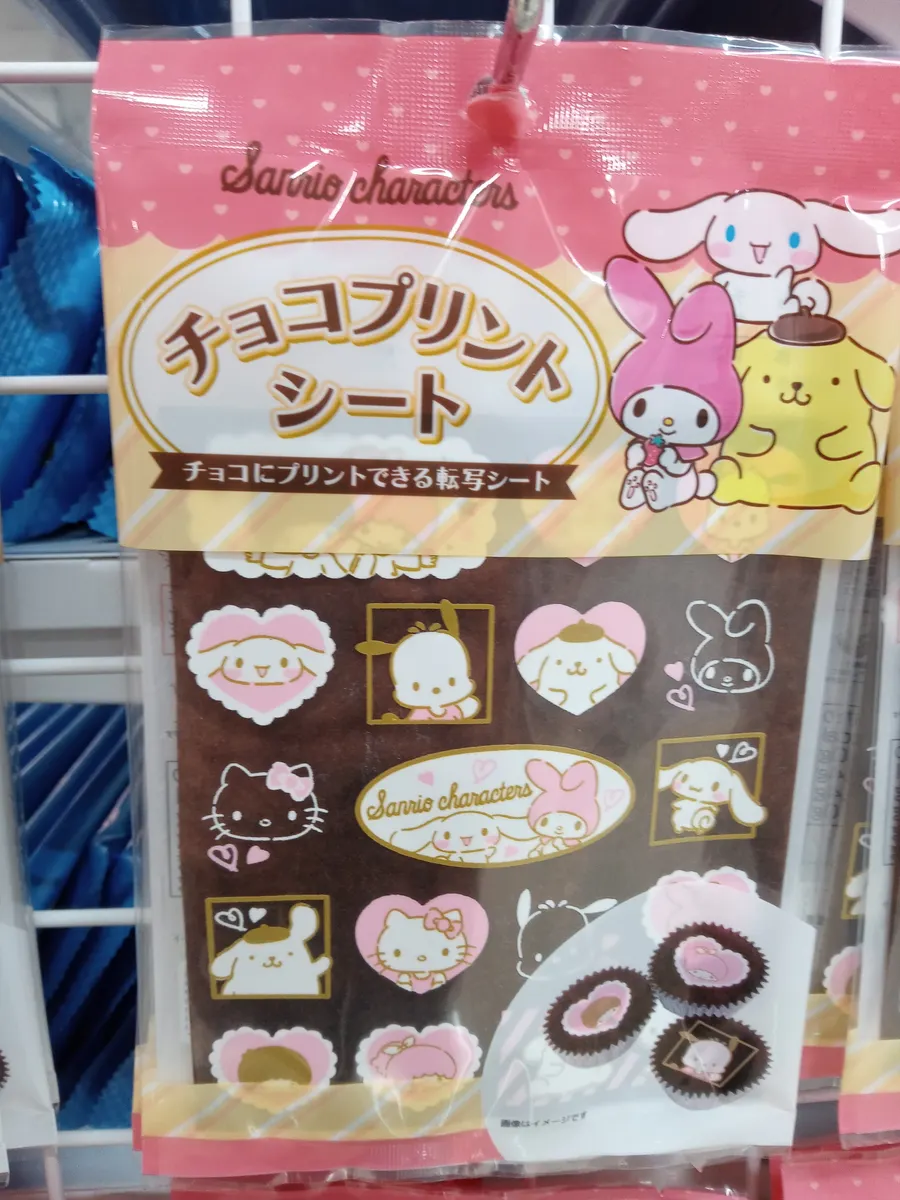 Sanrio characters
チョコプリント
シート
チョコにプリントできる転写シート
Sanrio characters
画像はイメージです